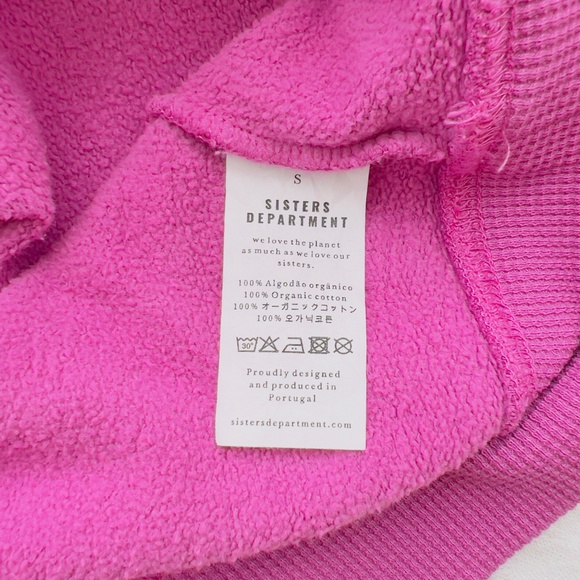 S
SISTERS
DEPARTMENT
we love the planet
as much as we love our
sisters.
100% Algodão orgânico
100% Organic cotton
100% オーガニックコットン
100% 오가닉코튼
30°
Proudly designed
and produced in
Portugal
sistersdepartment.com